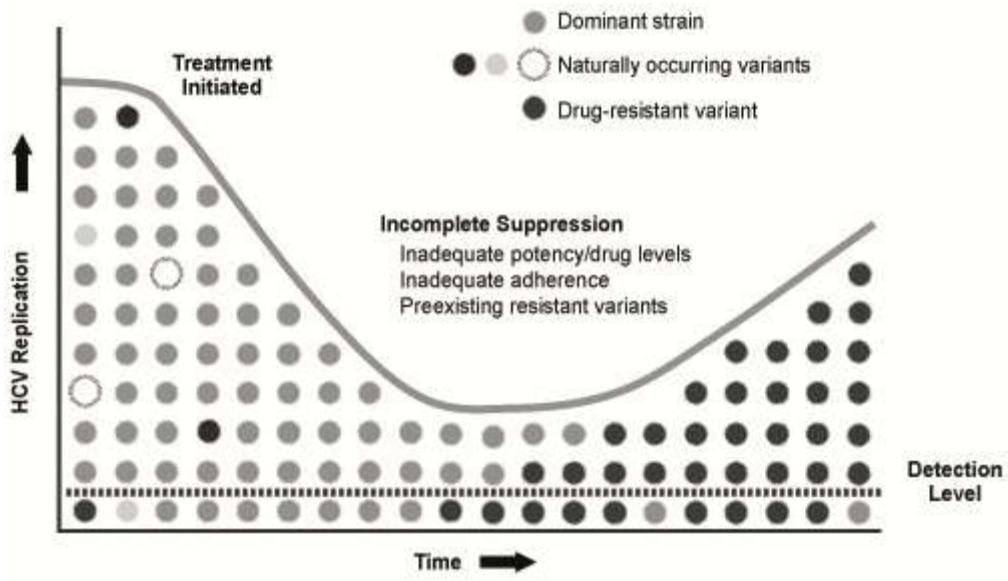 Dominant strain
Naturally occurring variants
Drug-resistant variant
Treatment
Initiated
Incomplete Suppression
Inadequate potency/drug levels
Inadequate adherence
Preexisting resistant variants
HCV Replication
Detection
Level
Time